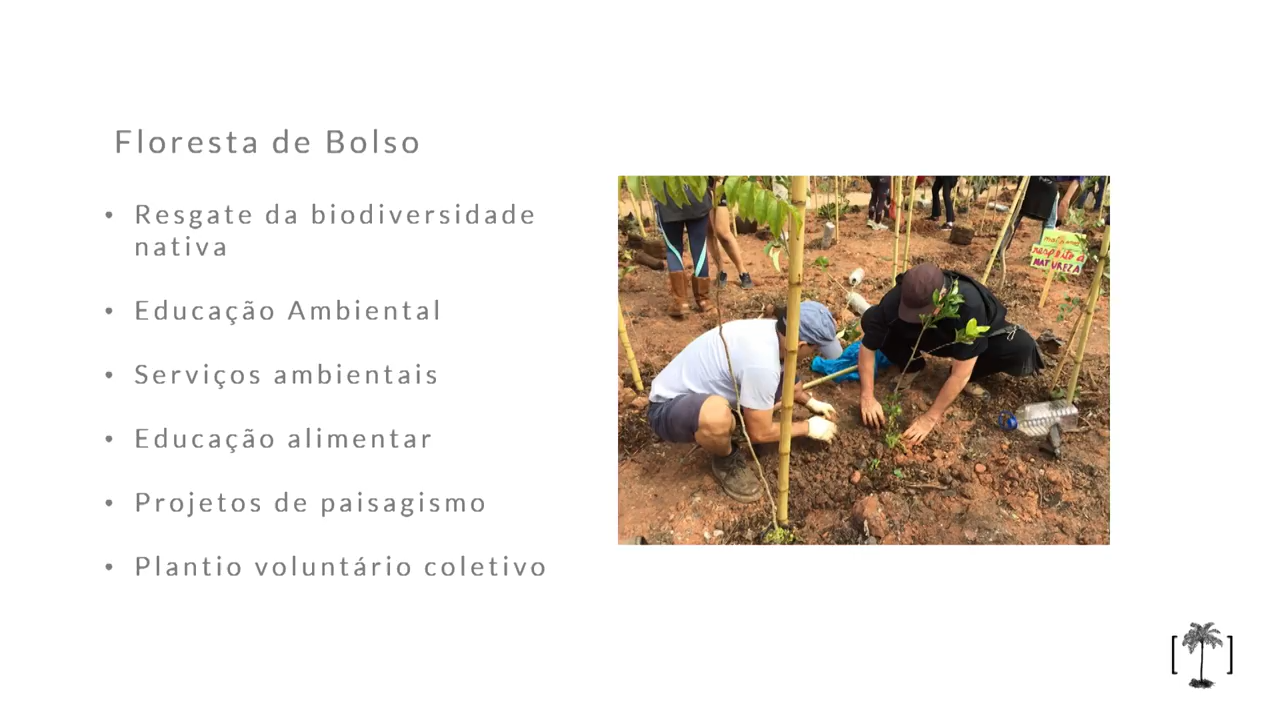 Floresta de Bolso
• Resgate da biodiversidade
nativa
• Educação Ambiental
• Serviços ambientais
• Educação alimentar
• Projetos de paisagismo
• Plantio voluntário coletivo
NATUREZA
[ ]